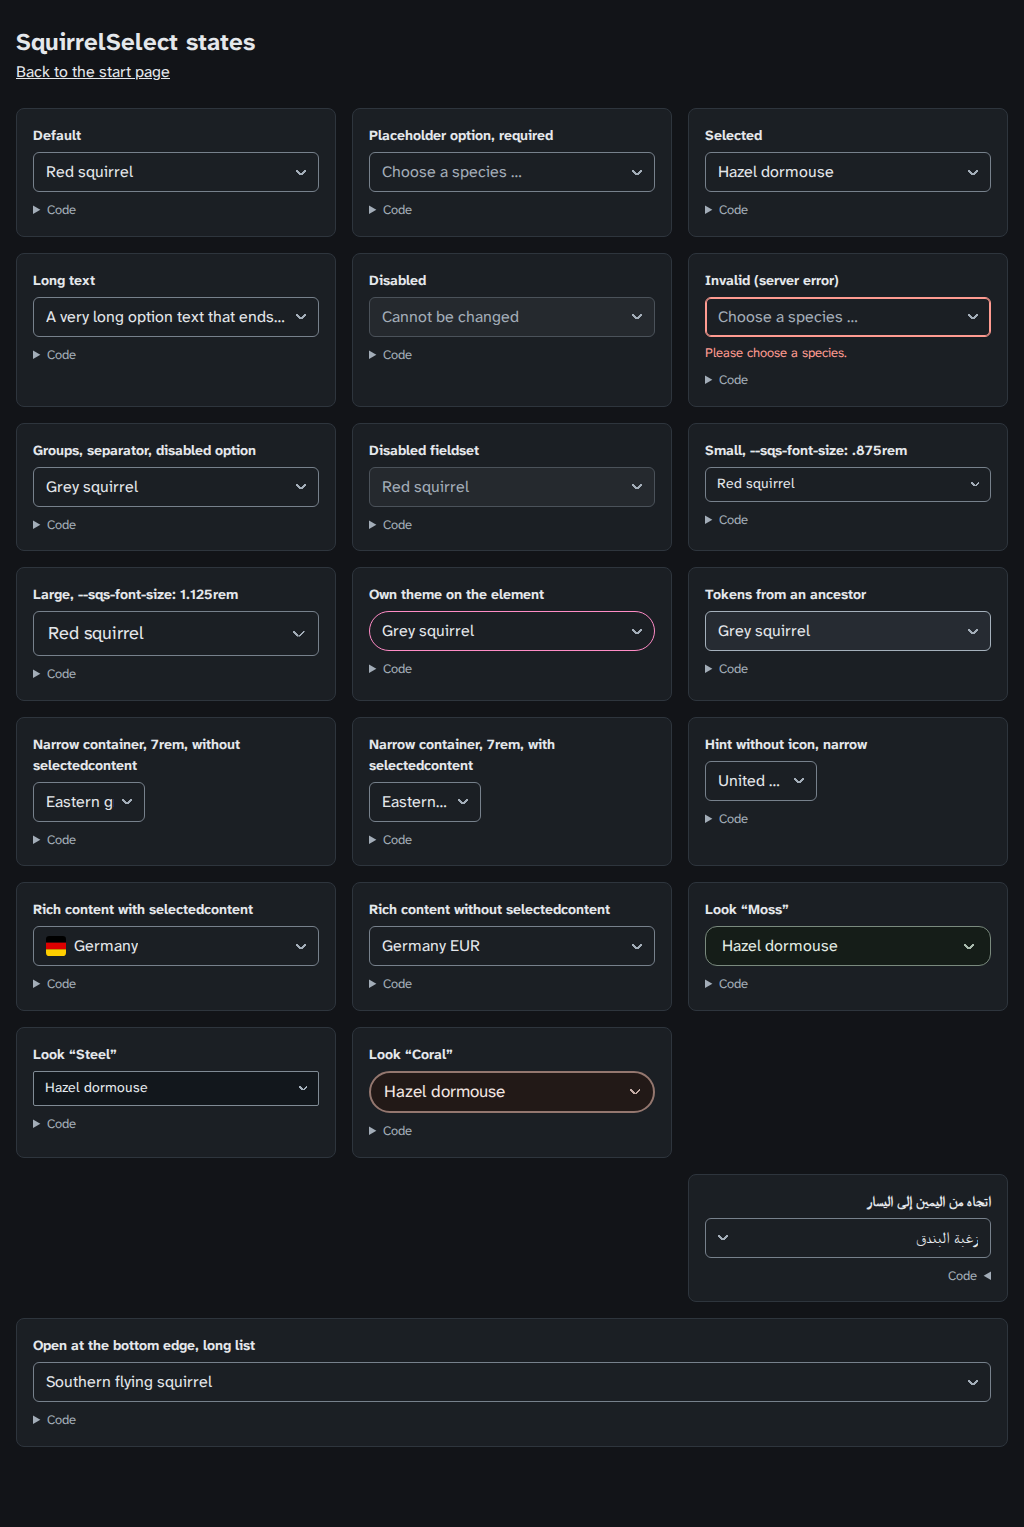 SquirrelSelect states
Back to the start page
Default
Red squirrel
Code
Placeholder option, required
Choose a species ...
Code
Selected
Hazel dormouse
Code
Long text
A very long option text that ends...
Code
Disabled
Cannot be changed
Code
Invalid (server error)
Choose a species ...
Please choose a species.
Code
Groups, separator, disabled option
Grey squirrel
Code
Disabled fieldset
Red squirrel
Code
Small, --sqs-font-size: .875rem
Red squirrel
Code
Large, --sqs-font-size: 1.125rem
Red squirrel
Code
Own theme on the element
Grey squirrel
Code
Tokens from an ancestor
Grey squirrel
Code
Narrow container, 7rem, without
selectedcontent
Eastern g
Code
Narrow container, 7rem, with
selectedcontent
Eastern...
Code
Hint without icon, narrow
United ...
Code
Rich content with selectedcontent
Germany
Code
Rich content without selectedcontent
Germany EUR
Code
Look “Moss”
Hazel dormouse
Code
Look “Steel”
Hazel dormouse
Code
Look “Coral”
Hazel dormouse
Code
اتجاه من اليمين إلى اليسار
زغبة البندق
Code
Open at the bottom edge, long list
Southern flying squirrel
Code